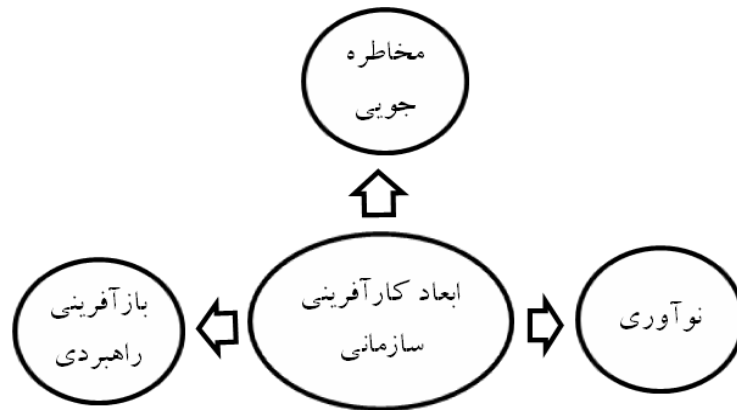 مخاطره
جویی
ابعاد کارآفرینی
سازمانی
نوآوری
بازآفرینی
راهبردی